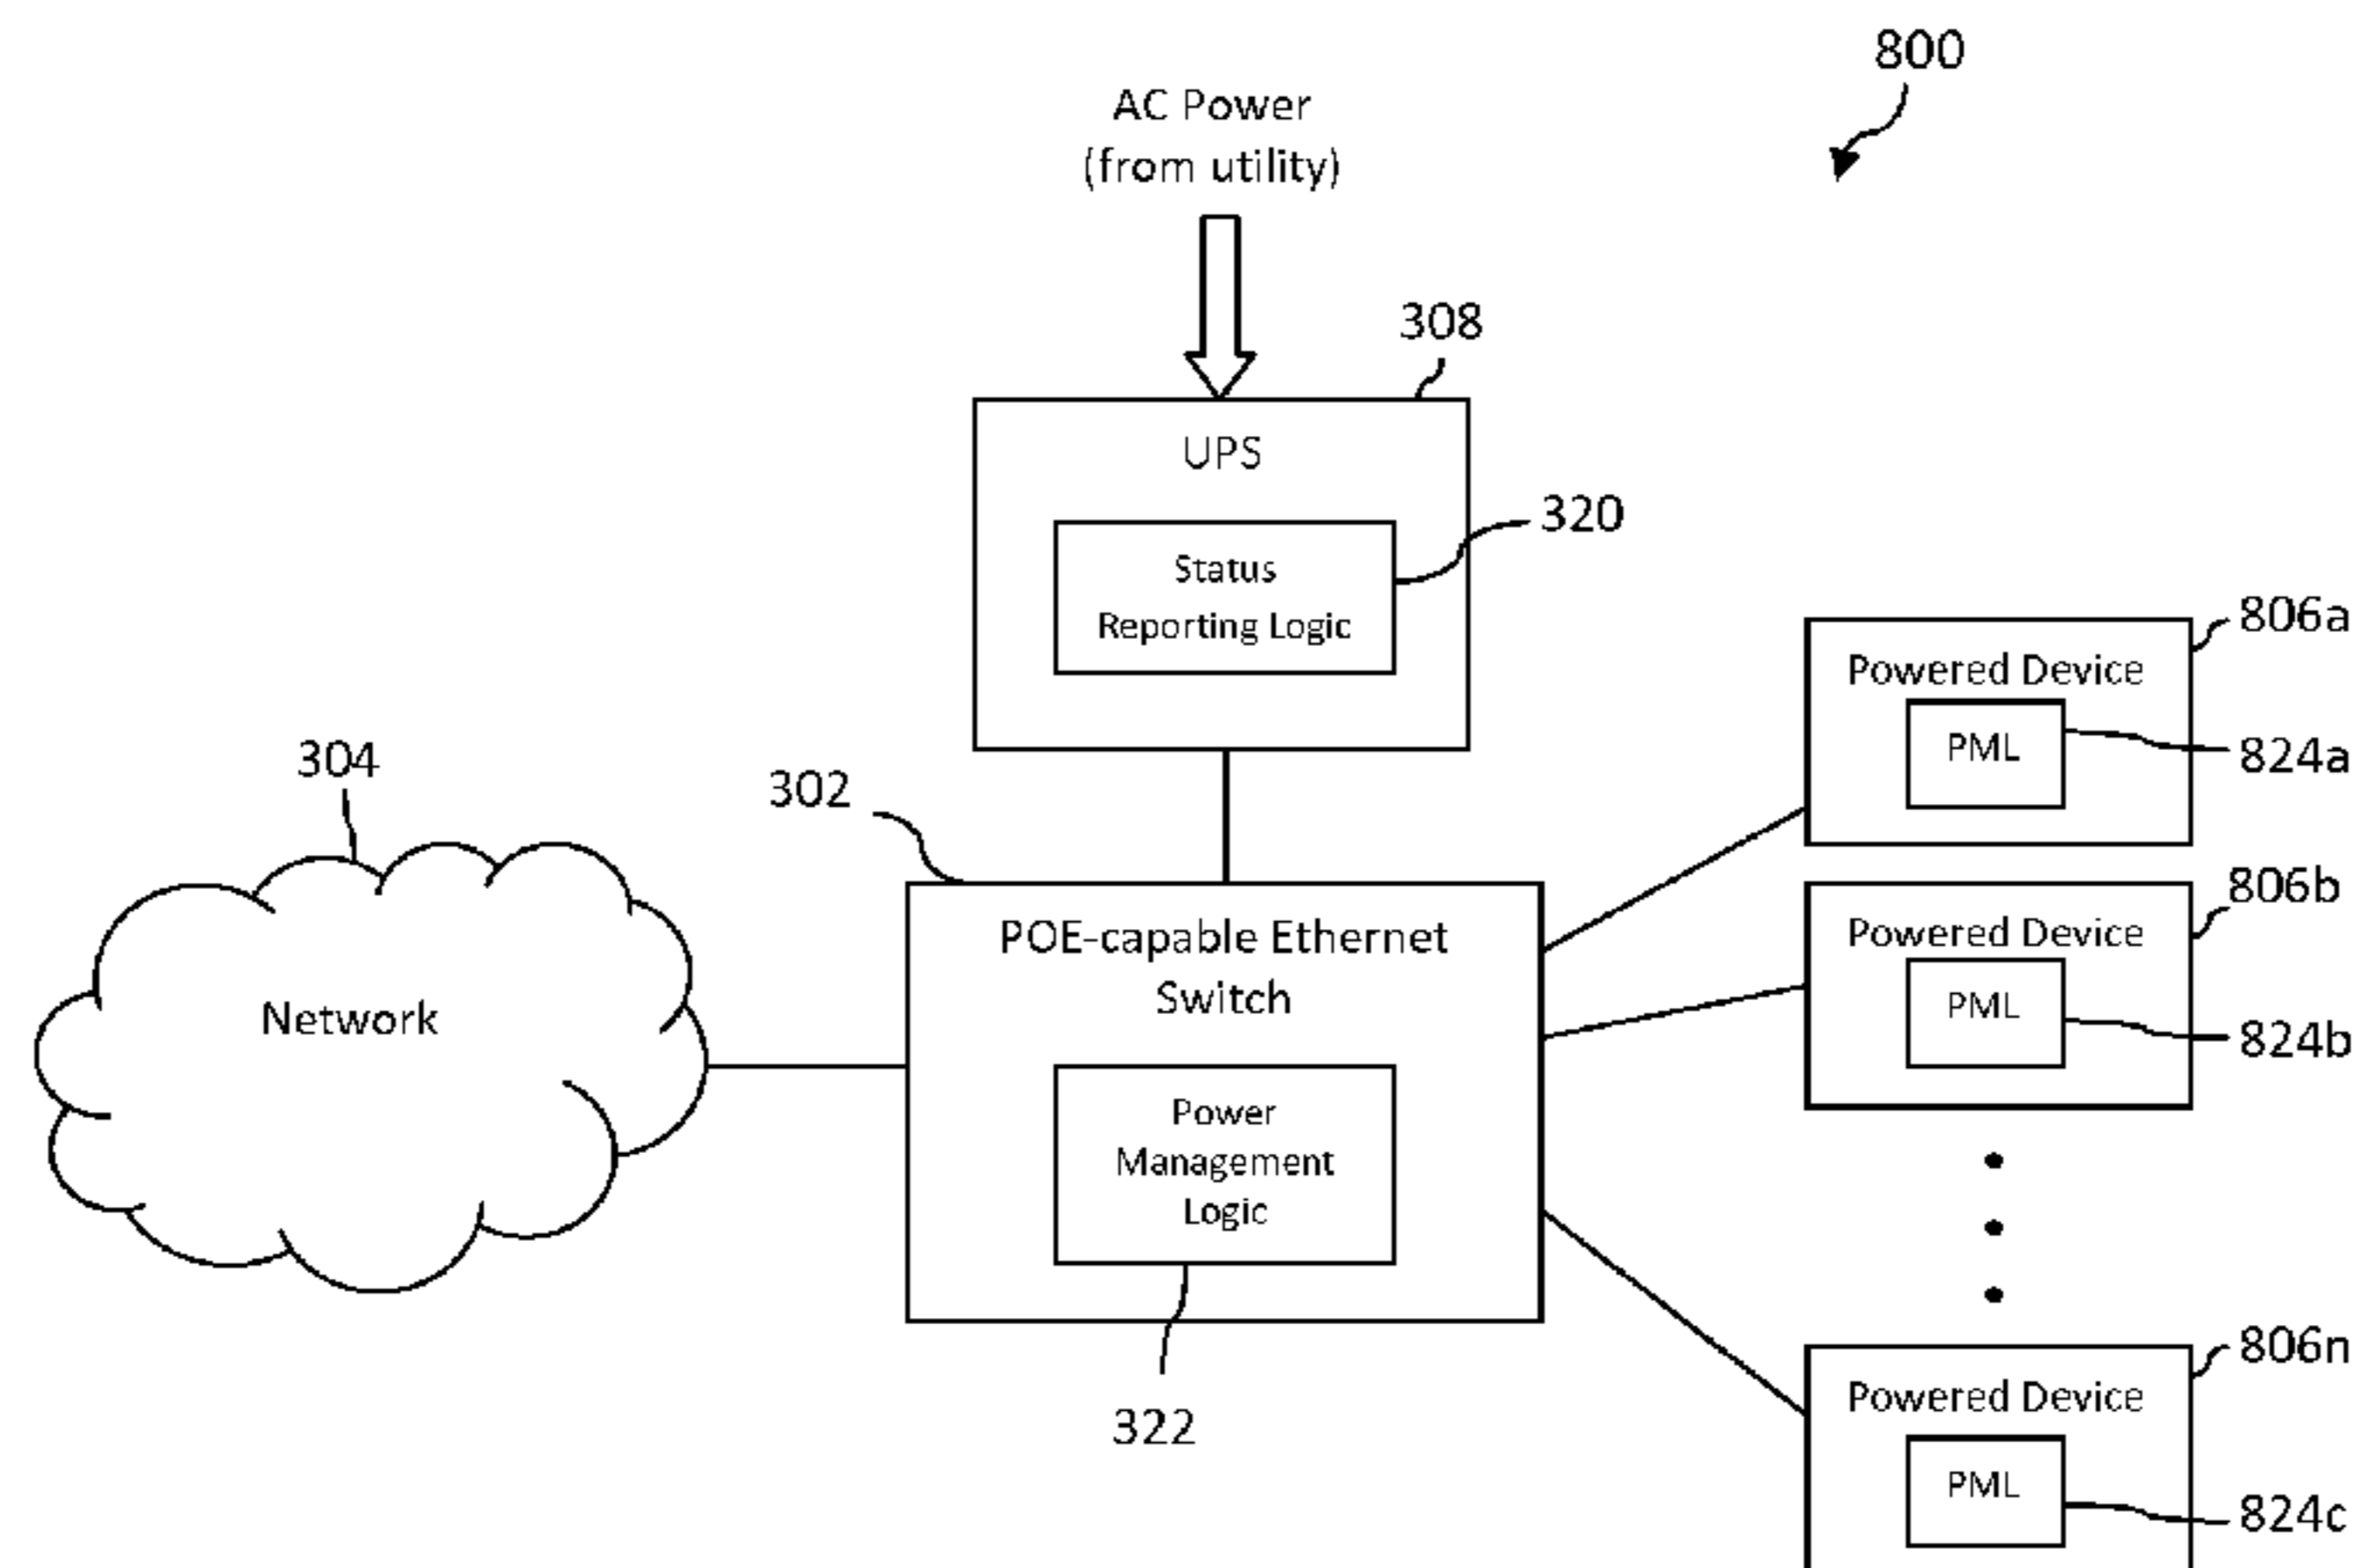 800
AC Power
(from utility)
308
UPS
320
Status
Reporting Logic
806a
Powered Device
PML
824a
304
302
806b
Powered Device
PML
824b
Network
POE-capable Ethernet
Switch
Power
Management
Logic
322
806n
Powered Device
PML
824c